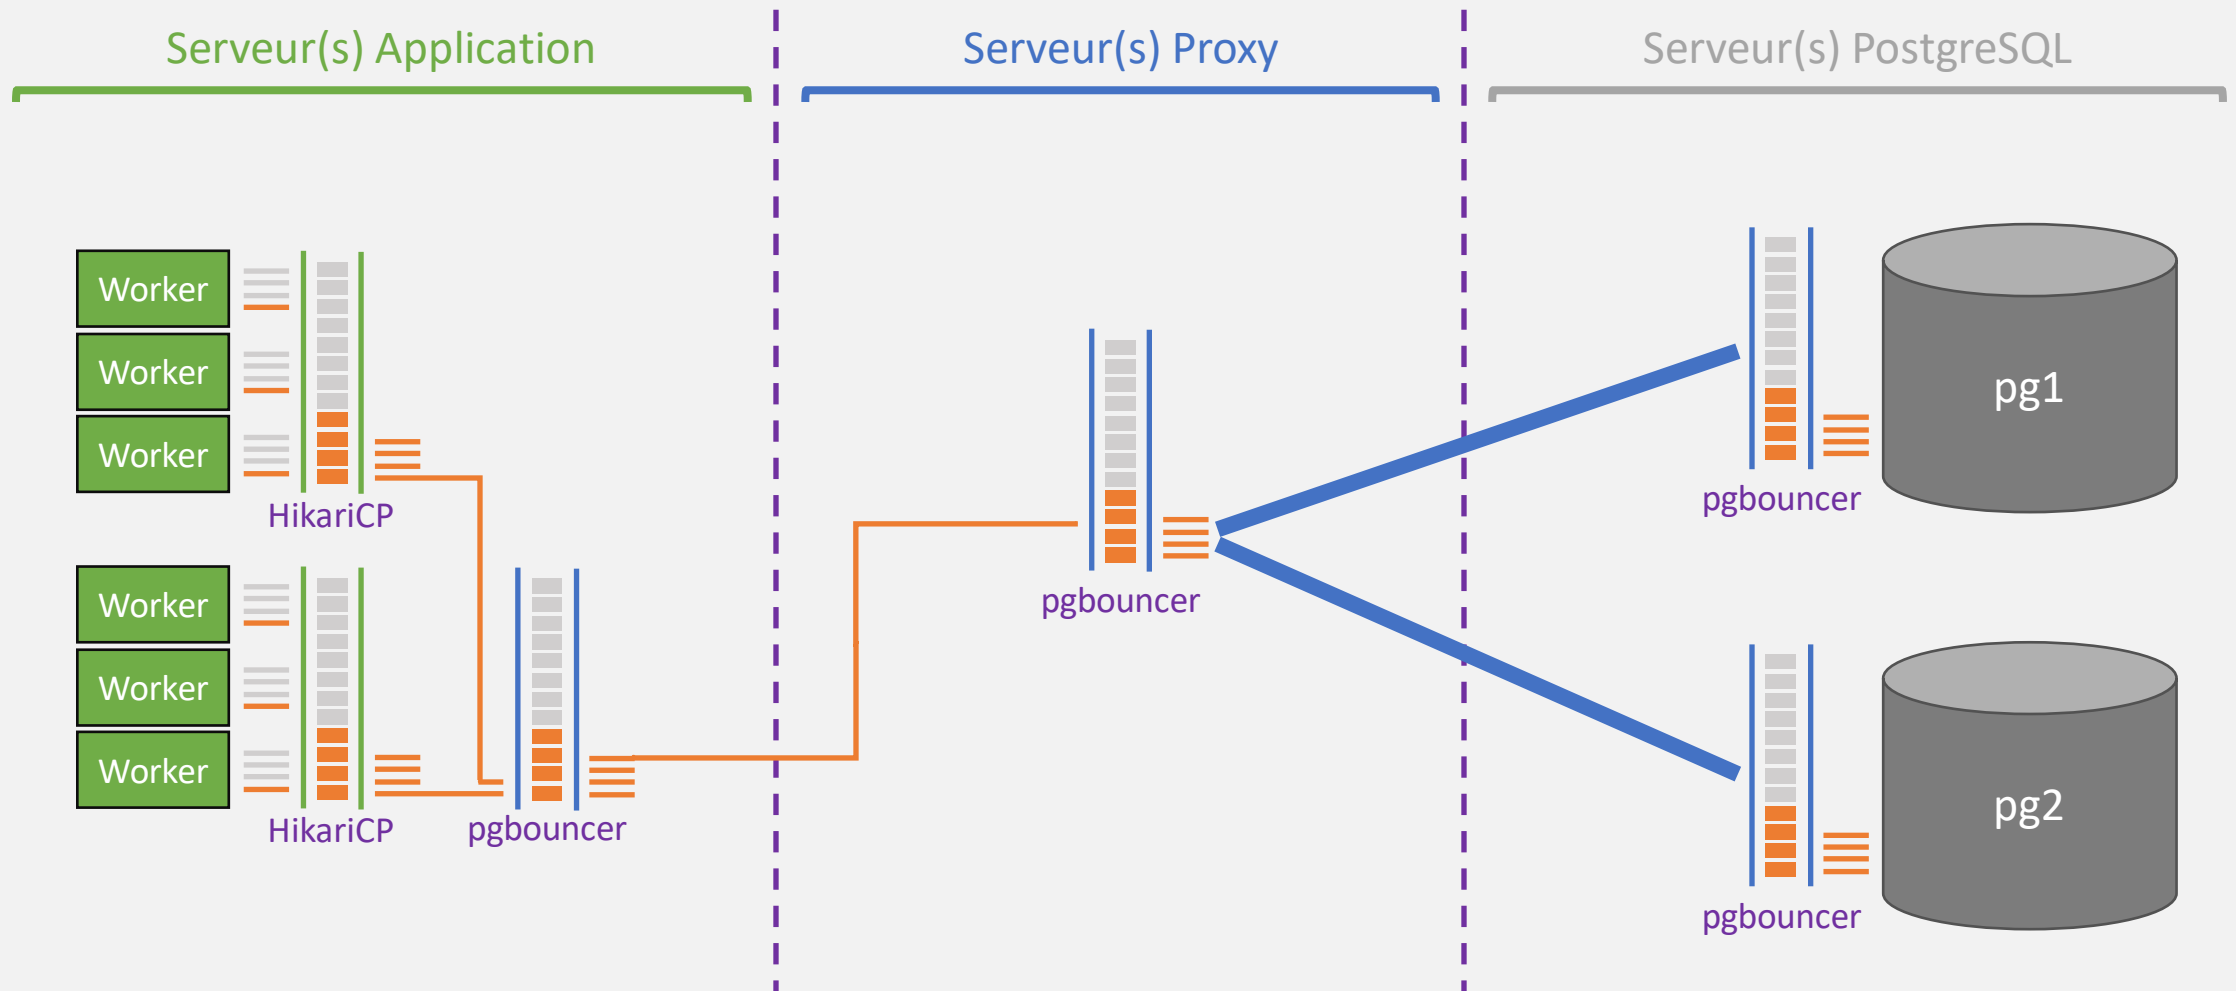 Serveur(s) Application
Serveur(s) Proxy
Serveur(s) PostgreSQL
Worker
Worker
Worker
HikariCP
Worker
Worker
Worker
HikariCP
pgbouncer
pgbouncer
pg1
pgbouncer
pg2
pgbouncer